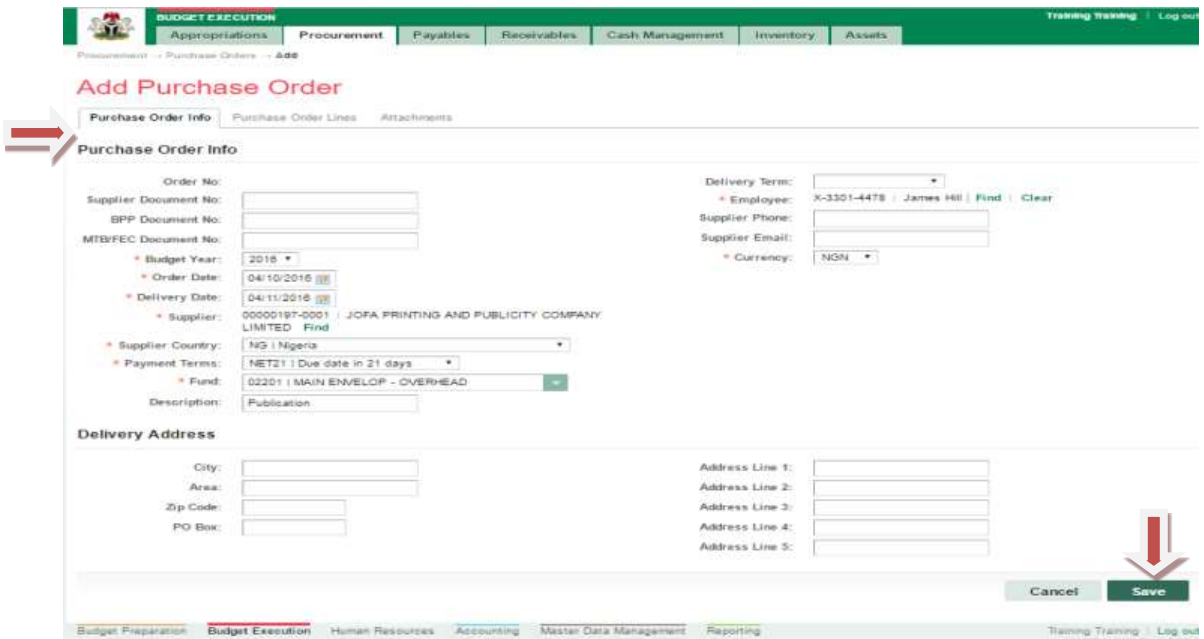 BUDGET EXECUTION
Training Training | Log out
Appropriations Procurement Payables Receivables Cash Management Inventory Assets
Procurement → Purchase Orders → Add
Add Purchase Order
Purchase Order Info Purchase Order Lines Attachments
Purchase Order Info
Order No:
Supplier Document No:
BPP Document No:
MTB/FEC Document No:
* Budget Year: 2016
* Order Date: 04/10/2016
* Delivery Date: 04/11/2016
* Supplier: 00000197-0001 | JOFA PRINTING AND PUBLICITY COMPANY
LIMITED Find
* Supplier Country: NG | Nigeria
* Payment Terms: NET21 | Due date in 21 days
* Fund: 02201 | MAIN ENVELOP - OVERHEAD
Description: Publication
Delivery Term:
* Employee: X-3301-4478 | James Hill | Find | Clear
Supplier Phone:
Supplier Email:
* Currency: NGN
Delivery Address
City:
Area:
Zip Code:
PO Box:
Address Line 1:
Address Line 2:
Address Line 3:
Address Line 4:
Address Line 5:
Cancel Save
Budget Preparation Budget Execution Human Resources Accounting Master Data Management Reporting
Training Training | Log out